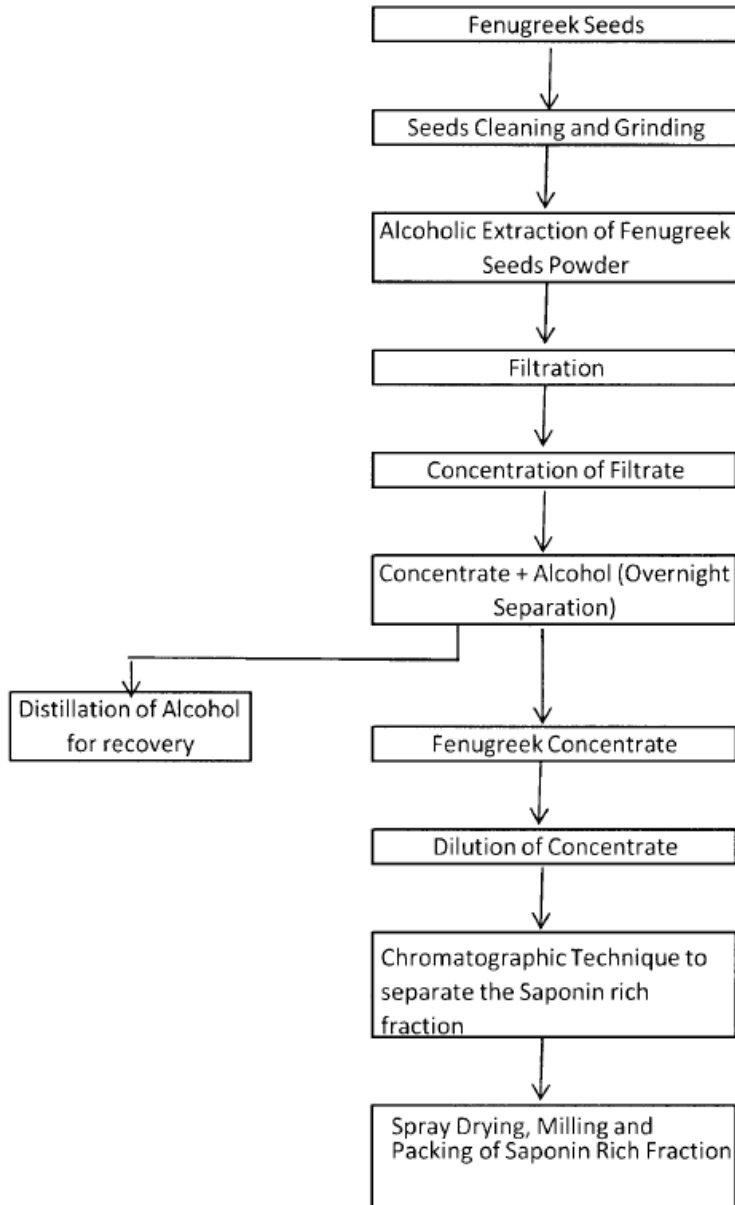 Fenugreek Seeds
Seeds Cleaning and Grinding
Alcoholic Extraction of Fenugreek
Seeds Powder
Filtration
Concentration of Filtrate
Concentrate + Alcohol (Overnight
Separation)
Distillation of Alcohol
for recovery
Fenugreek Concentrate
Dilution of Concentrate
Chromatographic Technique to
separate the Saponin rich
fraction
Spray Drying, Milling and
Packing of Saponin Rich Fraction